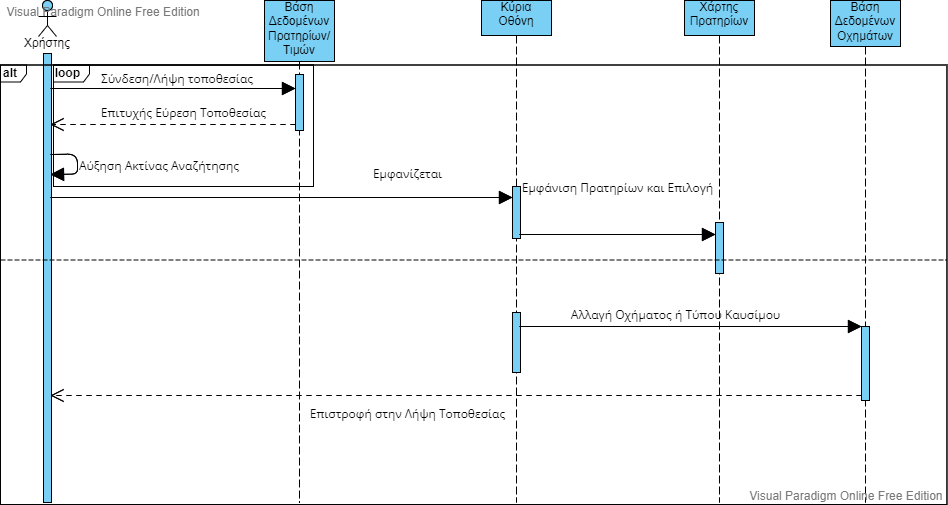 Visual Paradigm Online Free Edition
Χρήστης
Βάση
Δεδομένων
Πρατηρίων/
Τιμών
Κύρια
Οθόνη
Χάρτης
Πρατηρίων
Βάση
Δεδομένων
Οχημάτων
alt
loop
Σύνδεση/Λήψη τοποθεσίας
Επιτυχής Εύρεση Τοποθεσίας
Αύξηση Ακτίνας Αναζήτησης
Εμφανίζεται
Εμφάνιση Πρατηρίων και Επιλογή
Αλλαγή Οχήματος ή Τύπου Καυσίμου
Επιστροφή στην Λήψη Τοποθεσίας
Visual Paradigm Online Free Edition